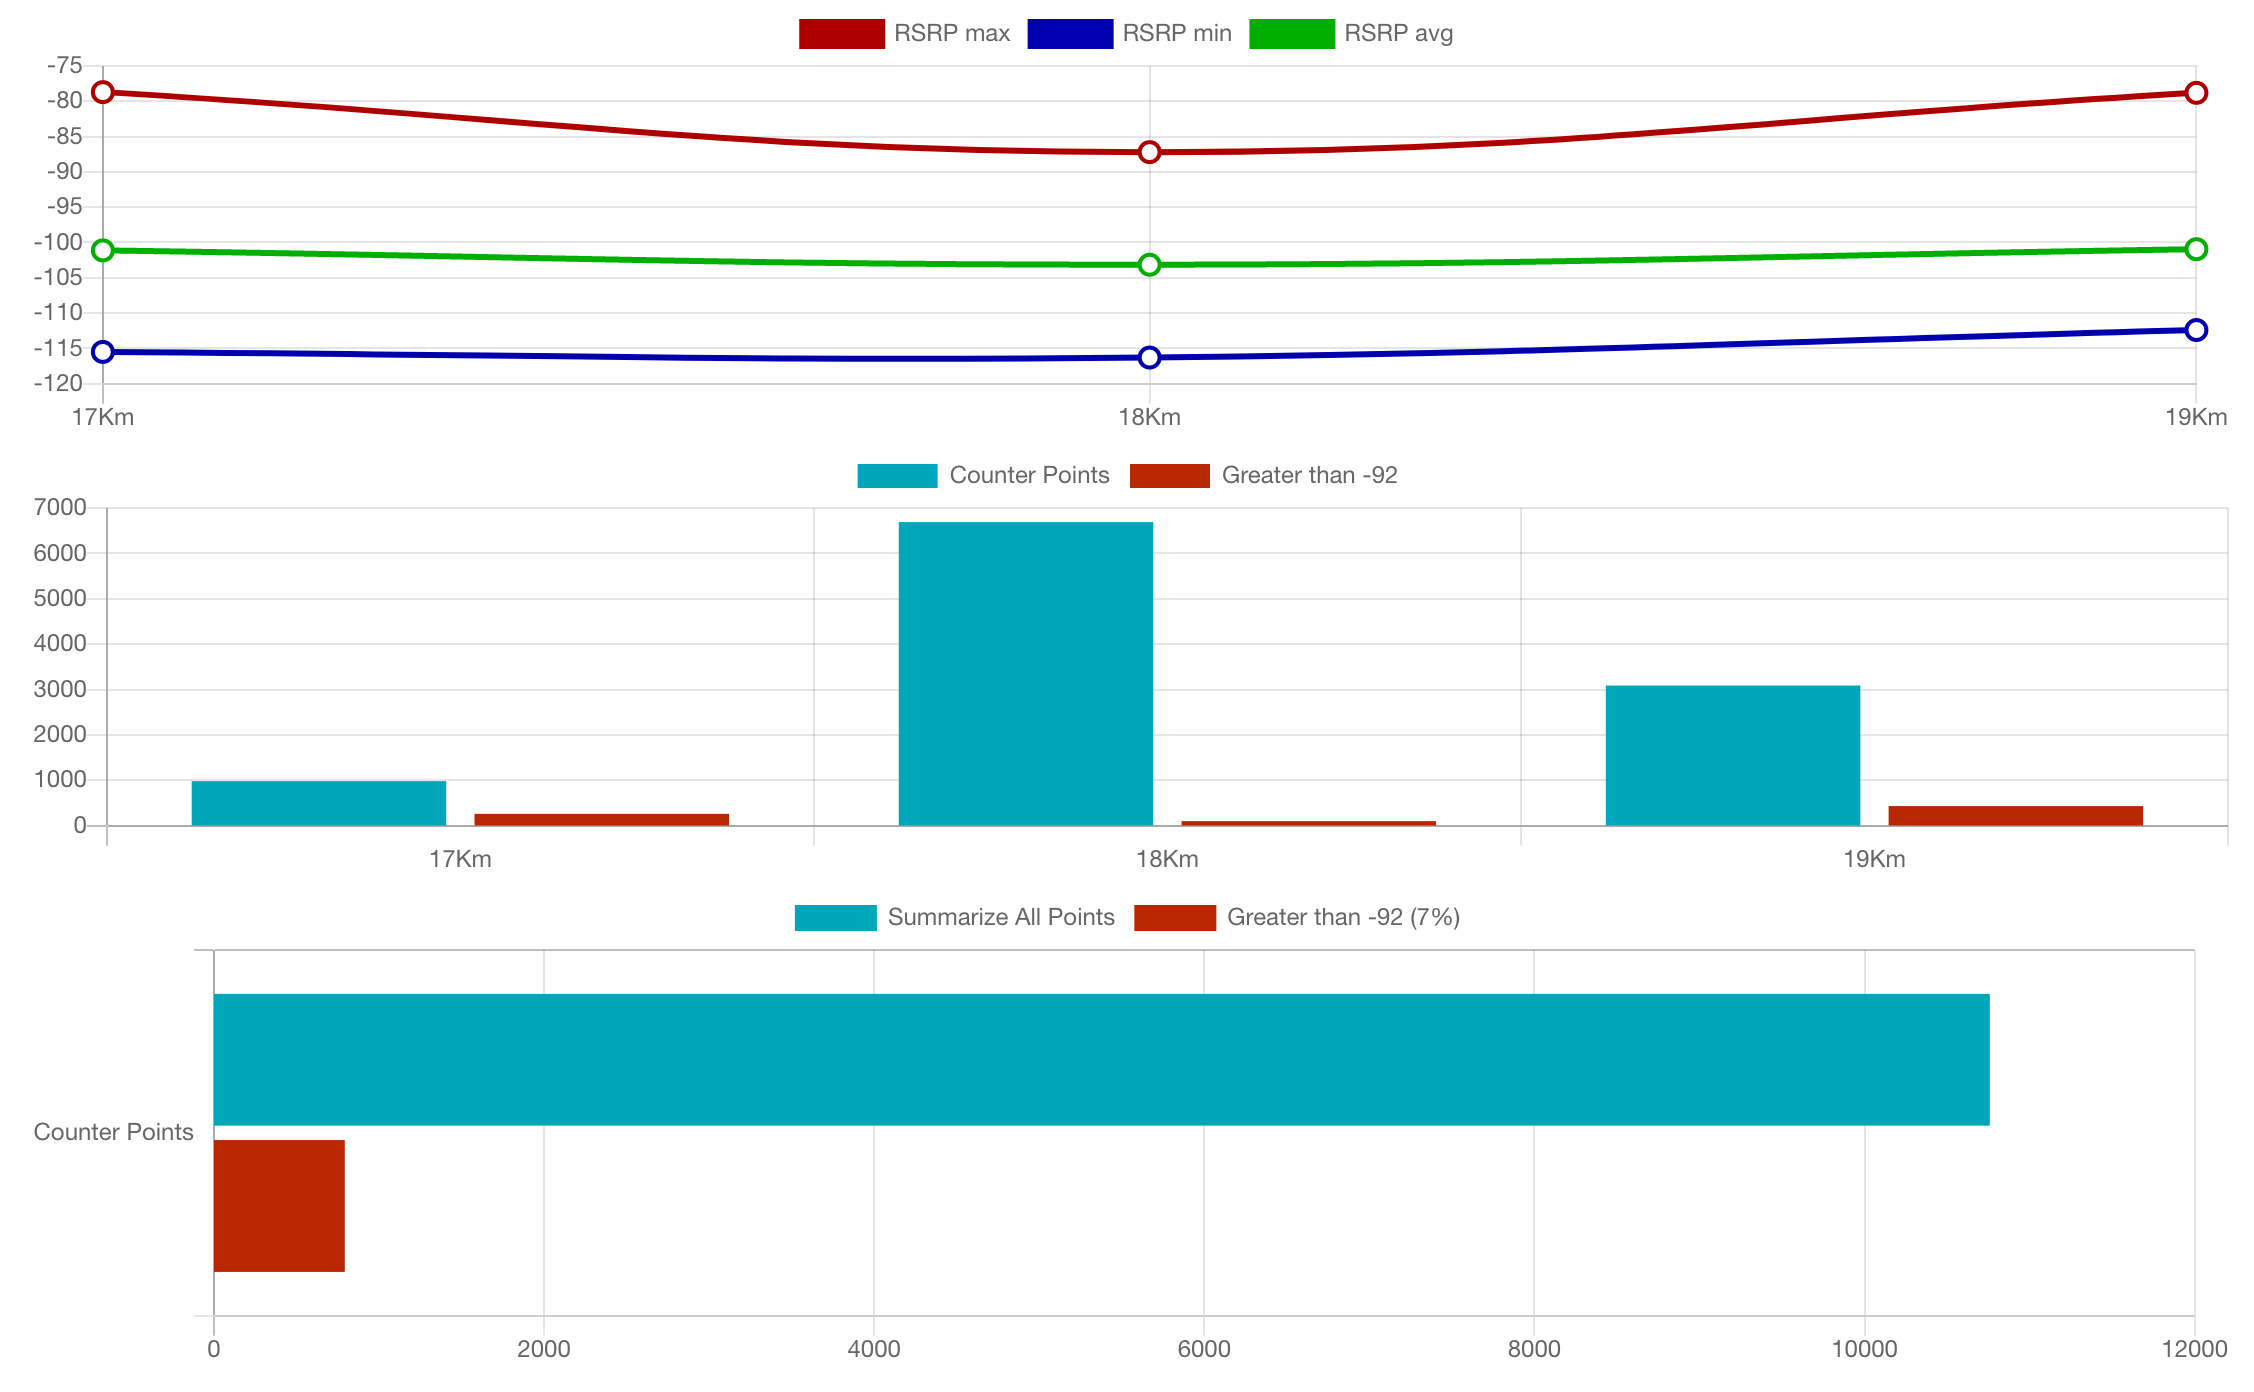 RSRP max RSRP min RSRP avg
-75
-80
-85
-90
-95
-100
-105
-110
-115
-120
17Km 18Km 19Km
Counter Points Greater than -92
7000
6000
5000
4000
3000
2000
1000
0
17Km 18Km 19Km
Summarize All Points Greater than -92 (7%)
Counter Points
0 2000 4000 6000 8000 10000 12000